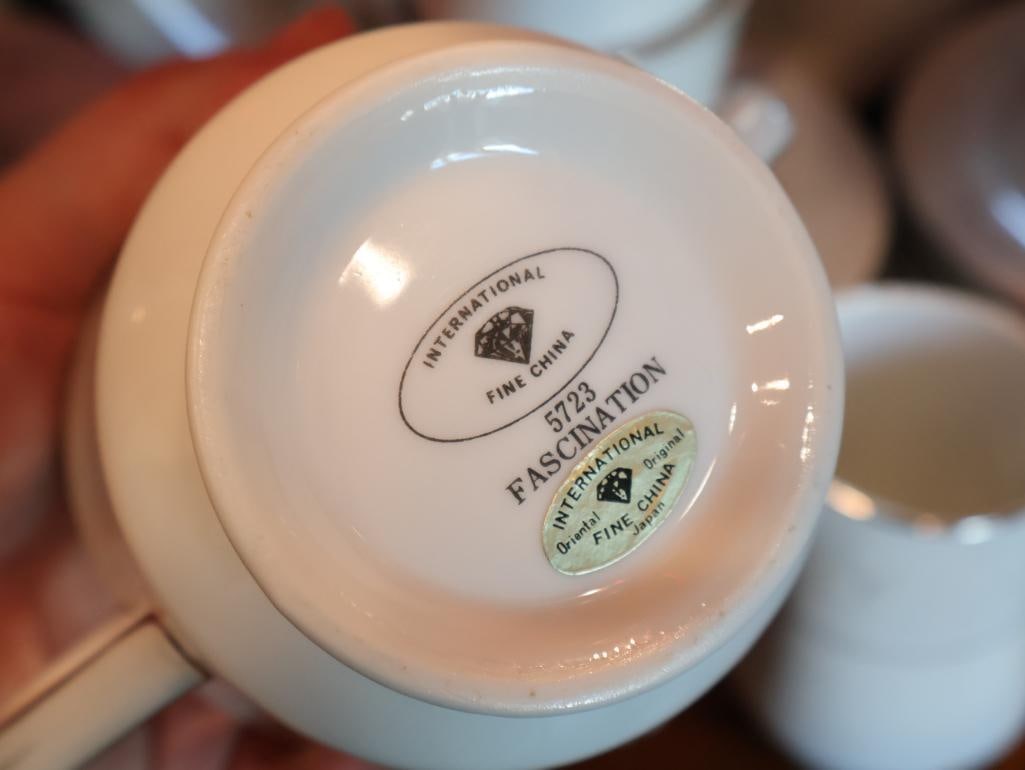 INTERNATIONAL
FINE CHINA
5723
FASCINATION
INTERNATIONAL
Oriental Original
FINE CHINA
Japan